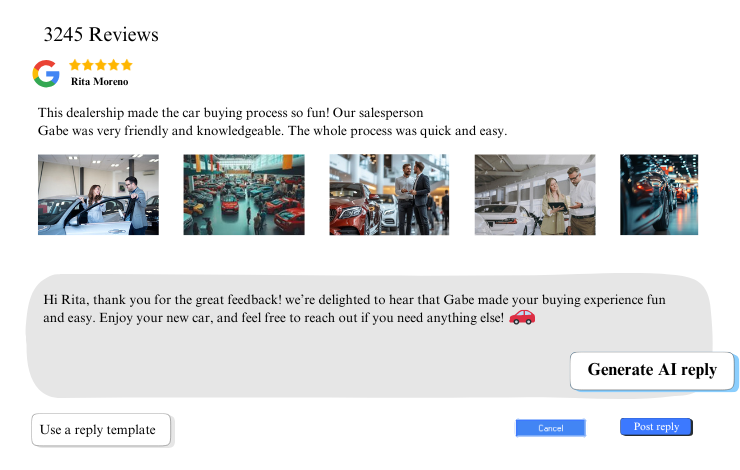 3245 Reviews
Rita Moreno
This dealership made the car buying process so fun! Our salesperson
Gabe was very friendly and knowledgeable. The whole process was quick and easy.
Hi Rita, thank you for the great feedback! we're delighted to hear that Gabe made your buying experience fun
and easy. Enjoy your new car, and feel free to reach out if you need anything else!
Generate AI reply
Use a reply template
Cancel
Post reply